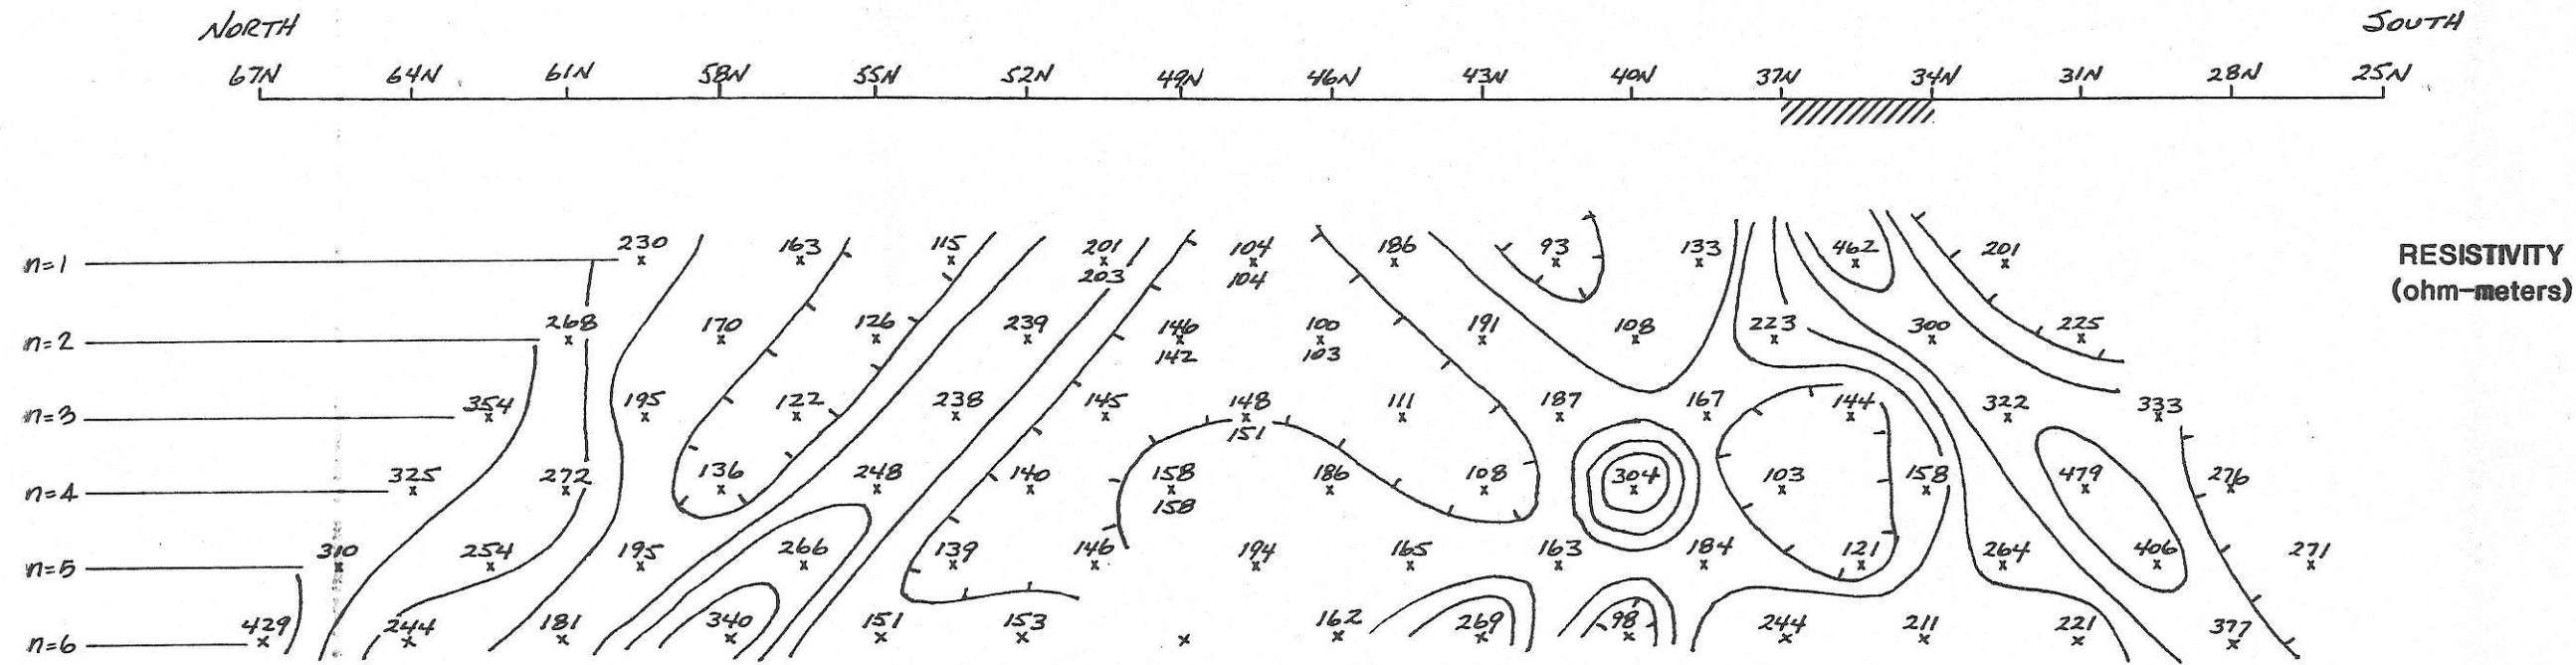 NORTH SOUTH
67N 64N 61N 58N 55N 52N 49N 46N 43N 40N 37N 34N 31N 28N 25N
n=1 230 163 115 201 104 186 93 133 462 201 RESISTIVITY
203 104 (ohm-meters)
n=2 268 170 126 239 146 100 191 108 223 300 225
142 103
n=3 354 195 122 238 145 148 111 187 167 144 322 333
151
n=4 325 272 136 248 140 158 186 108 304 103 158 479 276
158
n=5 310 254 195 266 139 146 194 165 163 184 121 264 406 271
n=6 429 244 181 340 151 153 162 269 98 244 211 221 377